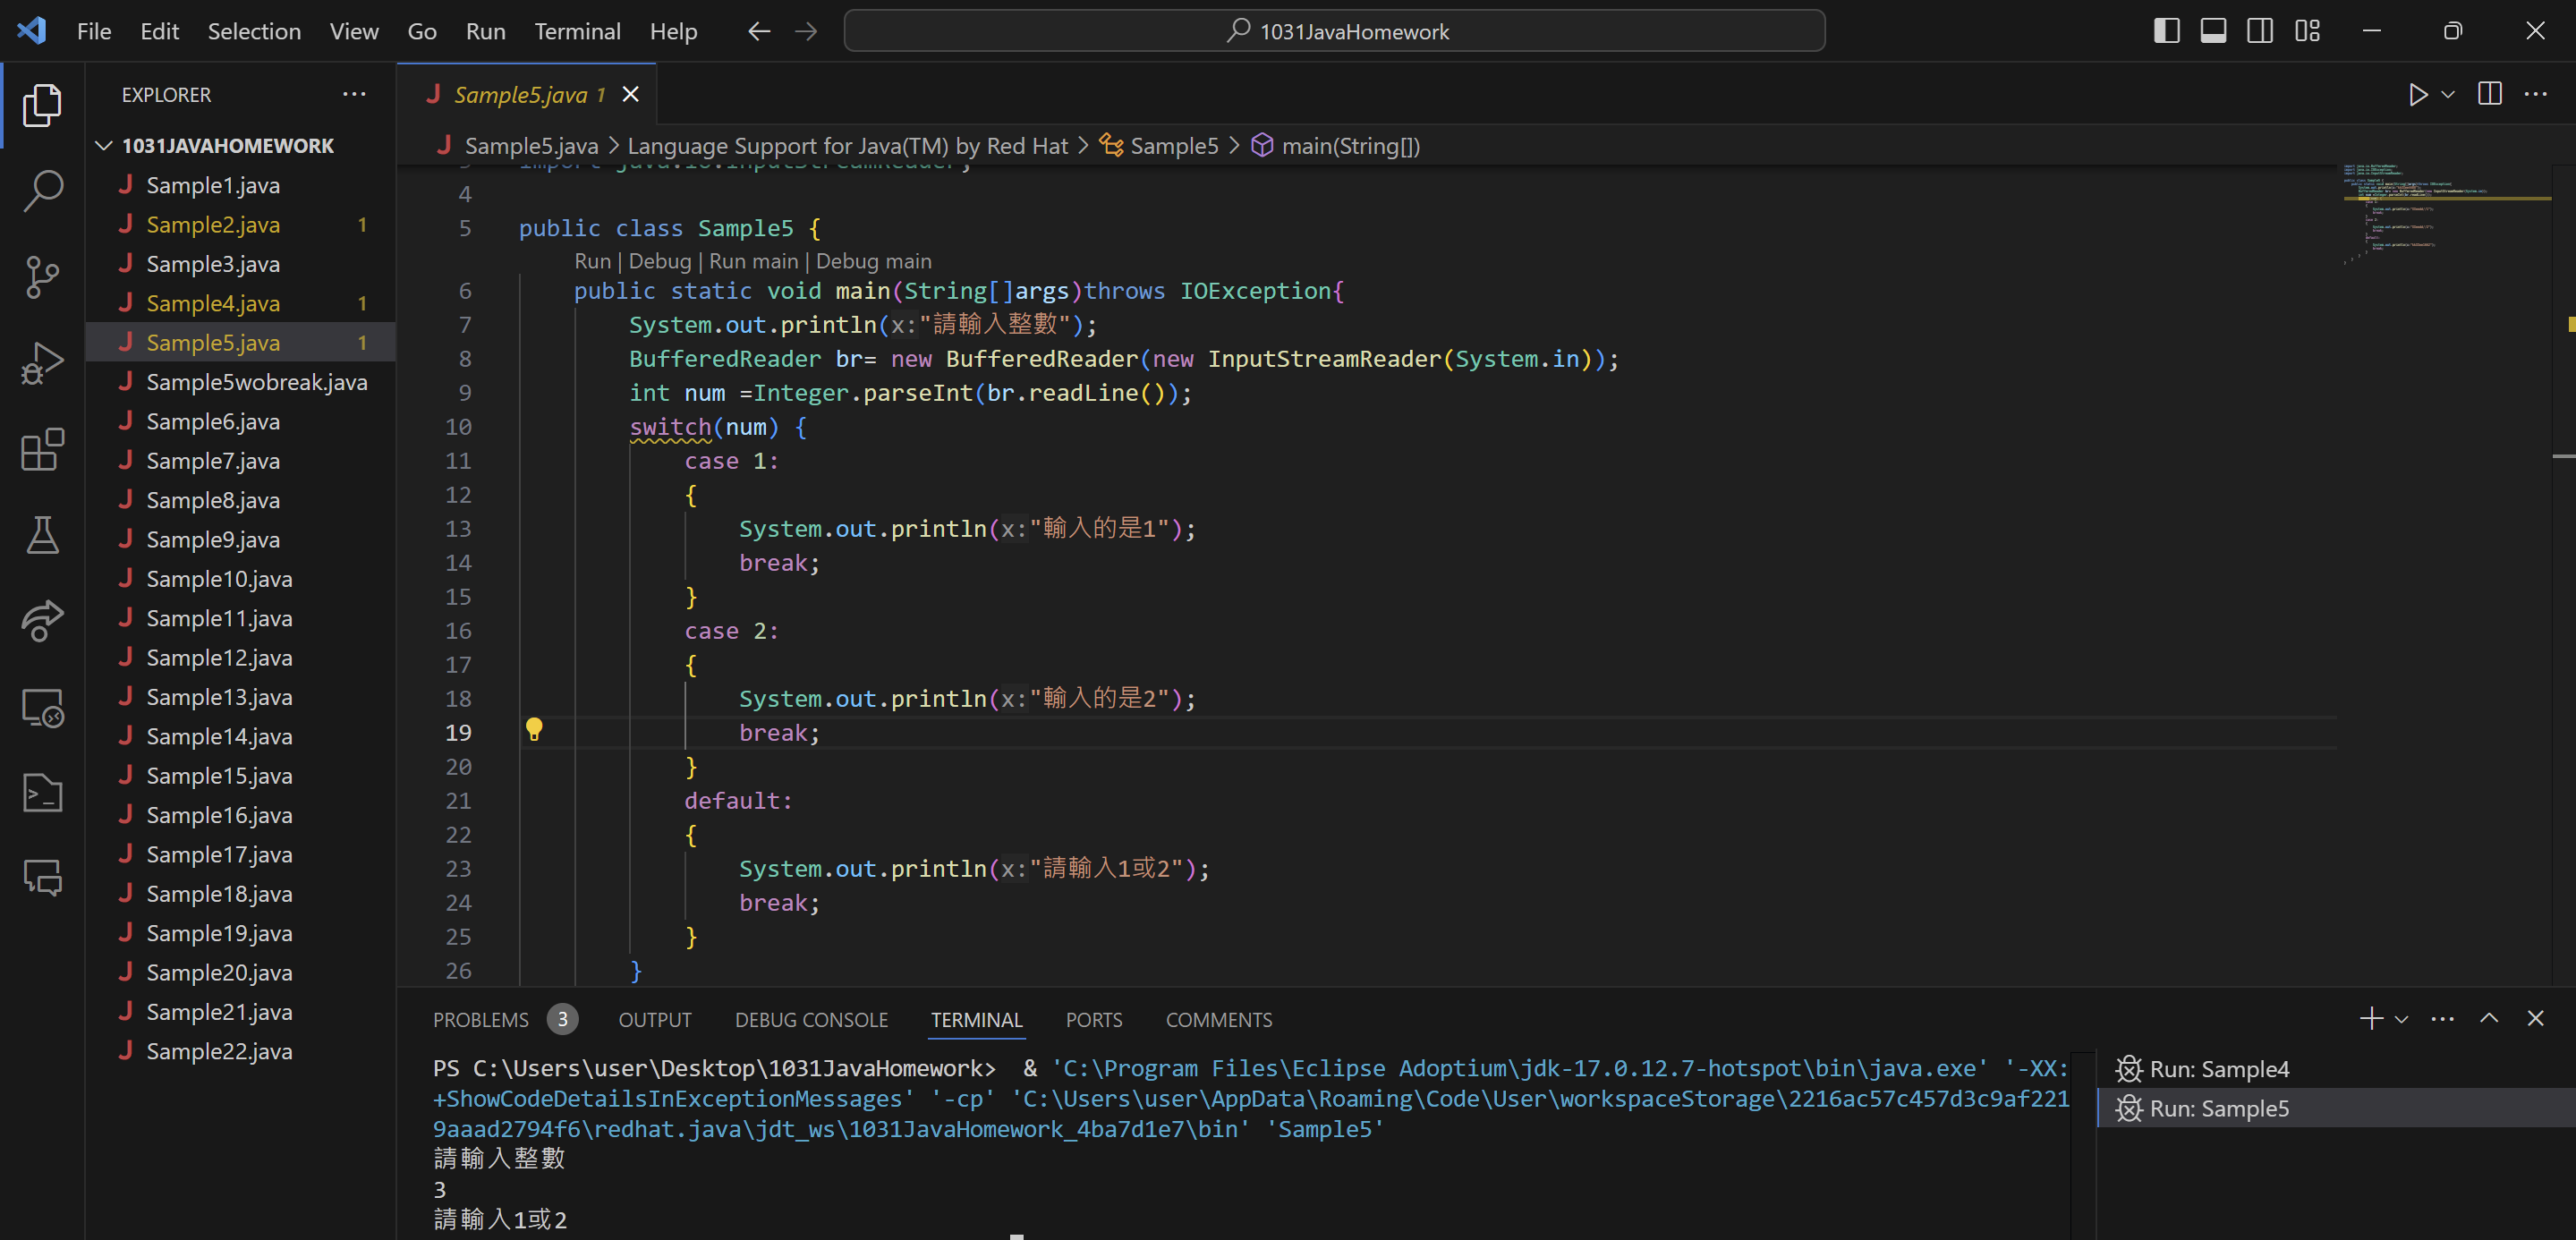 File Edit Selection View Go Run Terminal Help
1031JavaHomework
EXPLORER
1031JAVAHOMEWORK
Sample1.java
Sample2.java 1
Sample3.java
Sample4.java 1
Sample5.java 1
Sample5wobreak.java
Sample6.java
Sample7.java
Sample8.java
Sample9.java
Sample10.java
Sample11.java
Sample12.java
Sample13.java
Sample14.java
Sample15.java
Sample16.java
Sample17.java
Sample18.java
Sample19.java
Sample20.java
Sample21.java
Sample22.java
Sample5.java 1
Sample5.java > Language Support for Java(TM) by Red Hat > Sample5 > main(String[])
3 import java.io.InputStreamReader;
4
5 public class Sample5 {
Run | Debug | Run main | Debug main
6 public static void main(String[]args)throws IOException{
7 System.out.println(x:"請輸入整數");
8 BufferedReader br= new BufferedReader(new InputStreamReader(System.in));
9 int num =Integer.parseInt(br.readLine());
10 switch(num) {
11 case 1:
12 {
13 System.out.println(x:"輸入的是1");
14 break;
15 }
16 case 2:
17 {
18 System.out.println(x:"輸入的是2");
19 break;
20 }
21 default:
22 {
23 System.out.println(x:"請輸入1或2");
24 break;
25 }
26 }
PROBLEMS 3 OUTPUT DEBUG CONSOLE TERMINAL PORTS COMMENTS
PS C:\Users\user\Desktop\1031JavaHomework> & 'C:\Program Files\Eclipse Adoptium\jdk-17.0.12.7-hotspot\bin\java.exe' '-XX:
+ShowCodeDetailsInExceptionMessages' '-cp' 'C:\Users\user\AppData\Roaming\Code\User\workspaceStorage\2216ac57c457d3c9af221
9aaad2794f6\redhat.java\jdt_ws\1031JavaHomework_4ba7d1e7\bin' 'Sample5'
請輸入整數
3
請輸入1或2
Run: Sample4
Run: Sample5